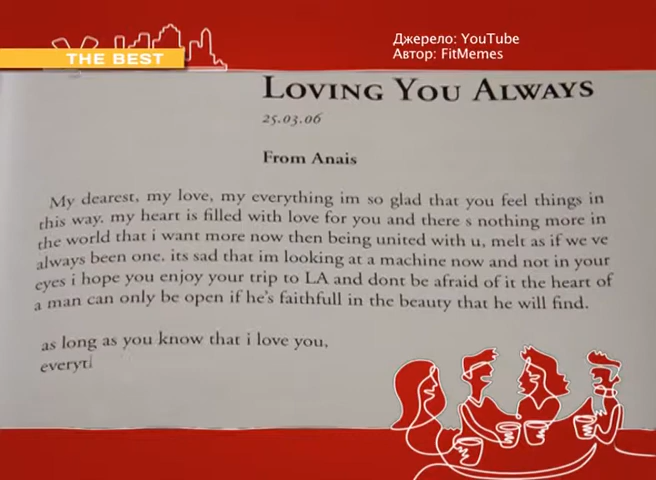 THE BEST
Джерело: YouTube
Автор: FitMemes
LOVING YOU ALWAYS
25.03.06
From Anais
My dearest, my love, my everything im so glad that you feel things in
this way. my heart is filled with love for you and there s nothing more in
the world that i want more now then being united with u, melt as if we ve
always been one. its sad that im looking at a machine now and not in your
eyes i hope you enjoy your trip to LA and dont be afraid of it the heart of
a man can only be open if he's faithfull in the beauty that he will find.
as long as you know that i love you,